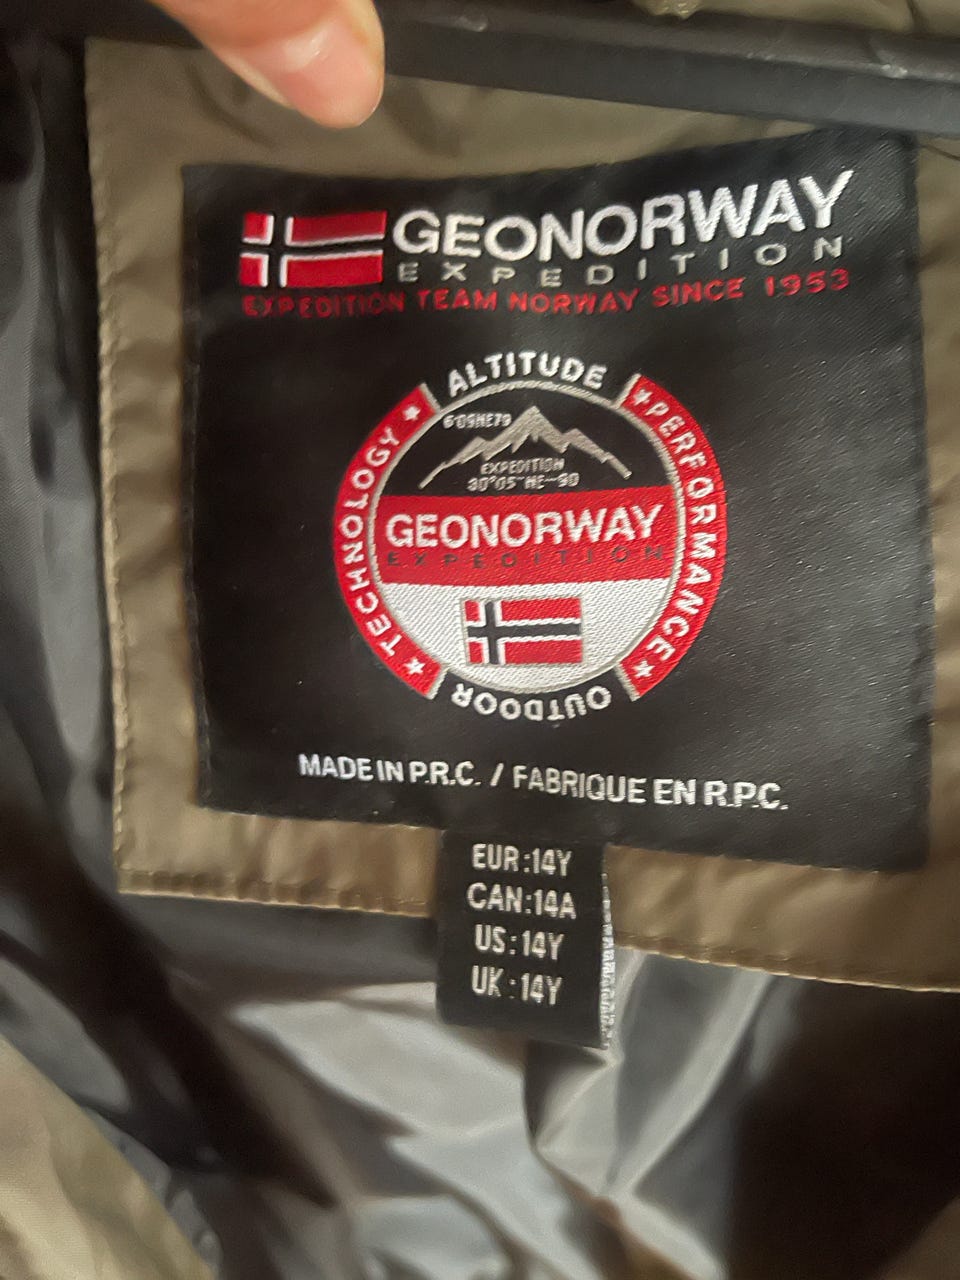 GEONORWAY
EXPEDITION
EXPEDITION TEAM NORWAY SINCE 1953
ALTITUDE
★ PERFORMANCE ★
★ TECHNOLOGY ★
EXPEDITION
GEONORWAY
EXPEDITION
OUTDOOR
MADE IN P.R.C. / FABRIQUE EN R.P.C.
EUR:14Y
CAN:14A
US:14Y
UK:14Y